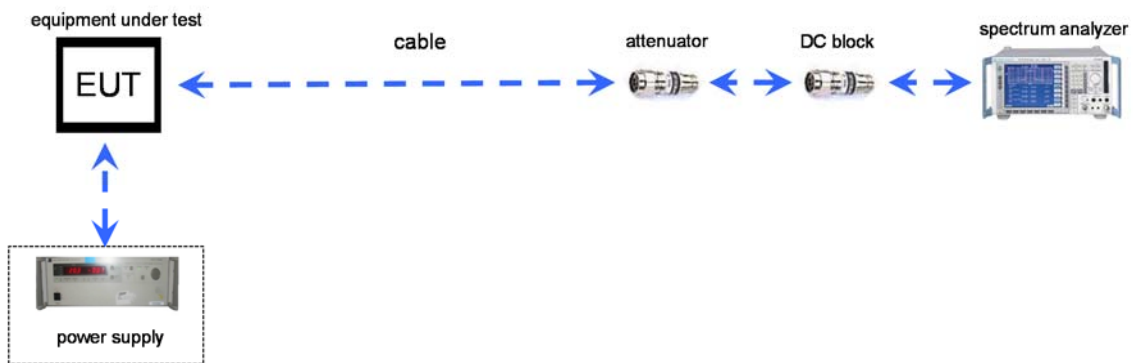 equipment under test
EUT
cable
attenuator
DC block
spectrum analyzer
power supply